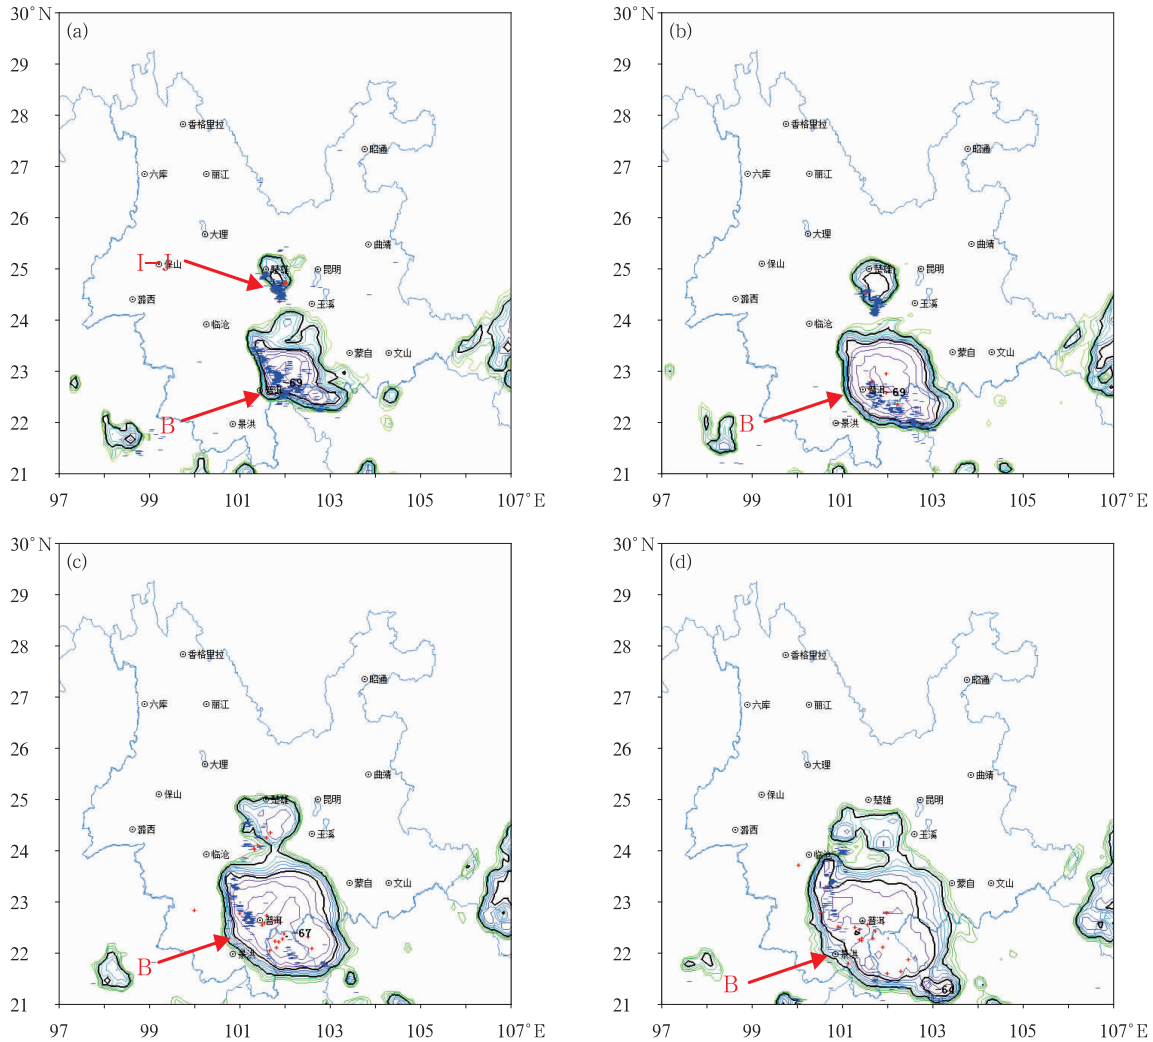 30°N
(a)
29
28
香格里拉
昭通
27
六库
丽江
26
大理
曲靖
25
I-J
保山
楚雄
昆明
潞西
玉溪
24
临沧
蒙自
文山
23
-69
普洱
B
22
景洪
21
97
99
101
103
105
107°E
30°N
(b)
29
28
香格里拉
昭通
27
六库
丽江
26
大理
曲靖
25
保山
楚雄
昆明
潞西
玉溪
24
临沧
蒙自
文山
23
普洱
-69
B
22
景洪
21
97
99
101
103
105
107°E
30°N
(c)
29
28
香格里拉
昭通
27
六库
丽江
26
大理
曲靖
25
保山
楚雄
昆明
潞西
玉溪
24
临沧
蒙自
文山
23
普洱
-67
B
22
景洪
21
97
99
101
103
105
107°E
30°N
(d)
29
28
香格里拉
昭通
27
六库
丽江
26
大理
曲靖
25
保山
楚雄
昆明
潞西
玉溪
24
临沧
蒙自
文山
23
普洱
22
景洪
B
-64
21
97
99
101
103
105
107°E